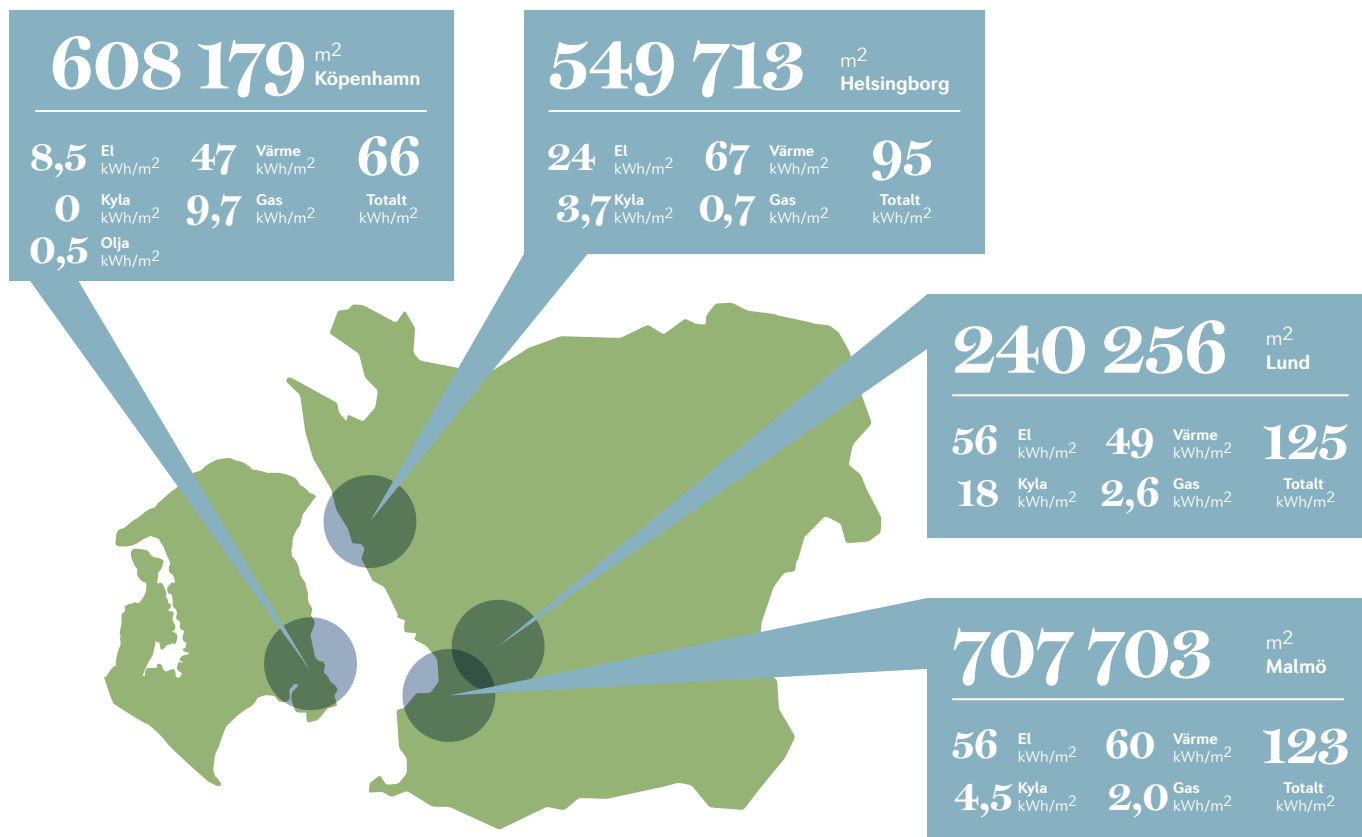 608 179 m² Köpenhamn
8,5 El kWh/m² 47 Värme kWh/m² 66
0 Kyla kWh/m² 9,7 Gas kWh/m² Totalt kWh/m²
0,5 Olja kWh/m²
549 713 m² Helsingborg
24 El kWh/m² 67 Värme kWh/m² 95
3,7 Kyla kWh/m² 0,7 Gas kWh/m² Totalt kWh/m²
240 256 m² Lund
56 El kWh/m² 49 Värme kWh/m² 125
18 Kyla kWh/m² 2,6 Gas kWh/m² Totalt kWh/m²
707 703 m² Malmö
56 El kWh/m² 60 Värme kWh/m² 123
4,5 Kyla kWh/m² 2,0 Gas kWh/m² Totalt kWh/m²